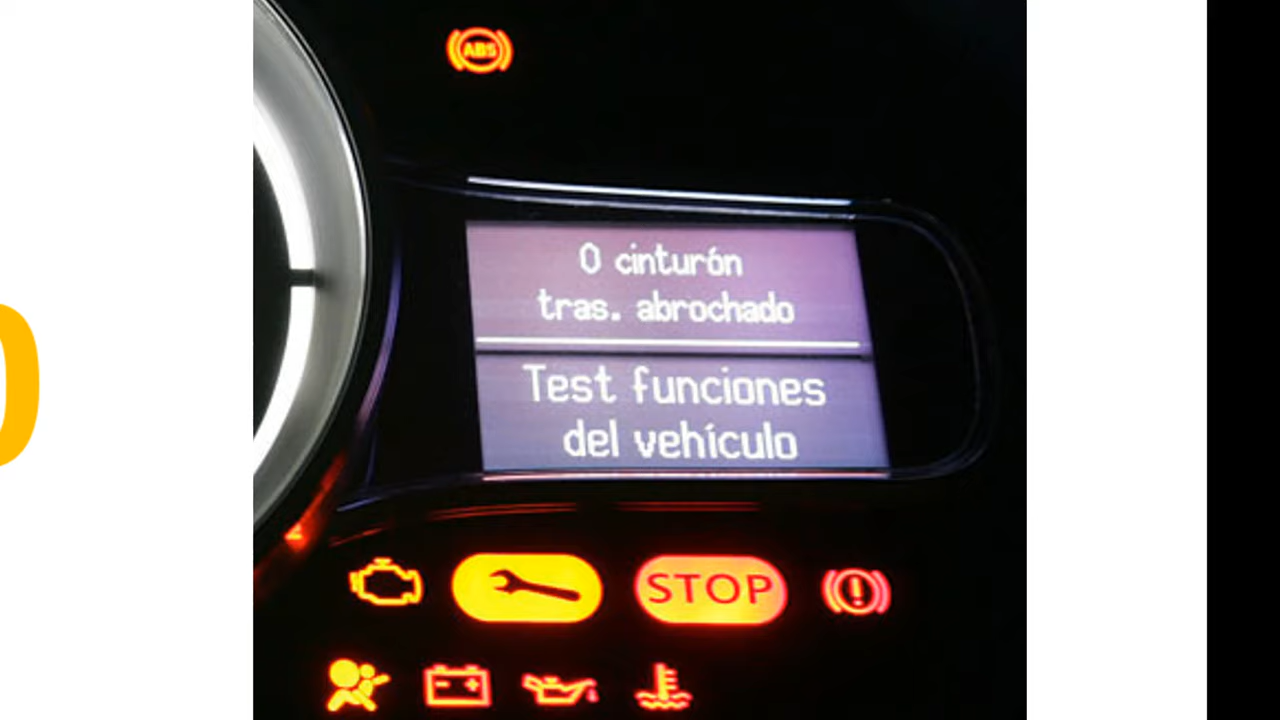 ABS
0 cinturón
tras. abrochado
Test funciones
del vehículo
STOP